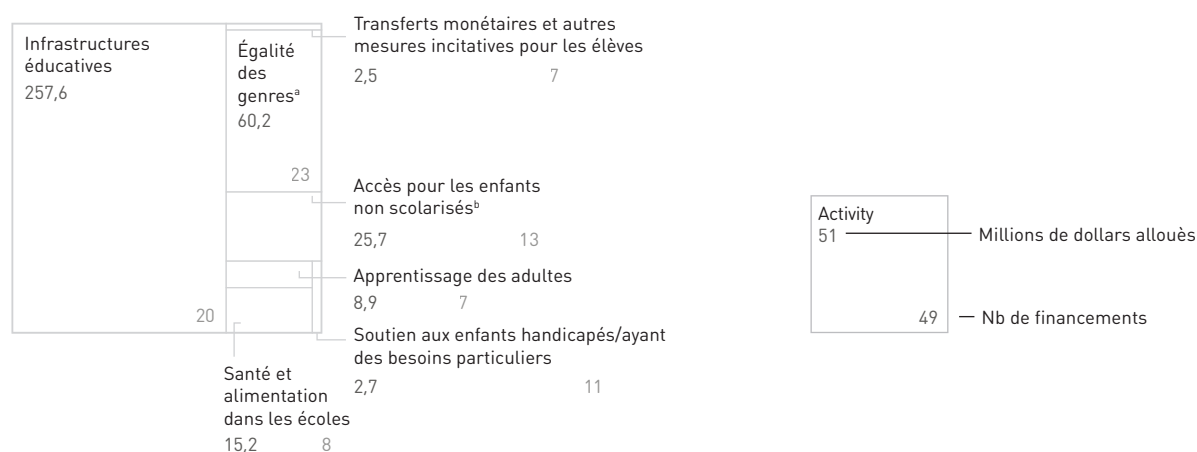 Infrastructures
éducatives
257,6
20
Égalité
des
genresᵃ
60,2
23
Transferts monétaires et autres
mesures incitatives pour les élèves
2,5 7
Accès pour les enfants
non scolarisésᵇ
25,7 13
Apprentissage des adultes
8,9 7
Soutien aux enfants handicapés/ayant
des besoins particuliers
2,7 11
Santé et
alimentation
dans les écoles
15,2 8
Activity
51
Millions de dollars allouès
49
Nb de financements